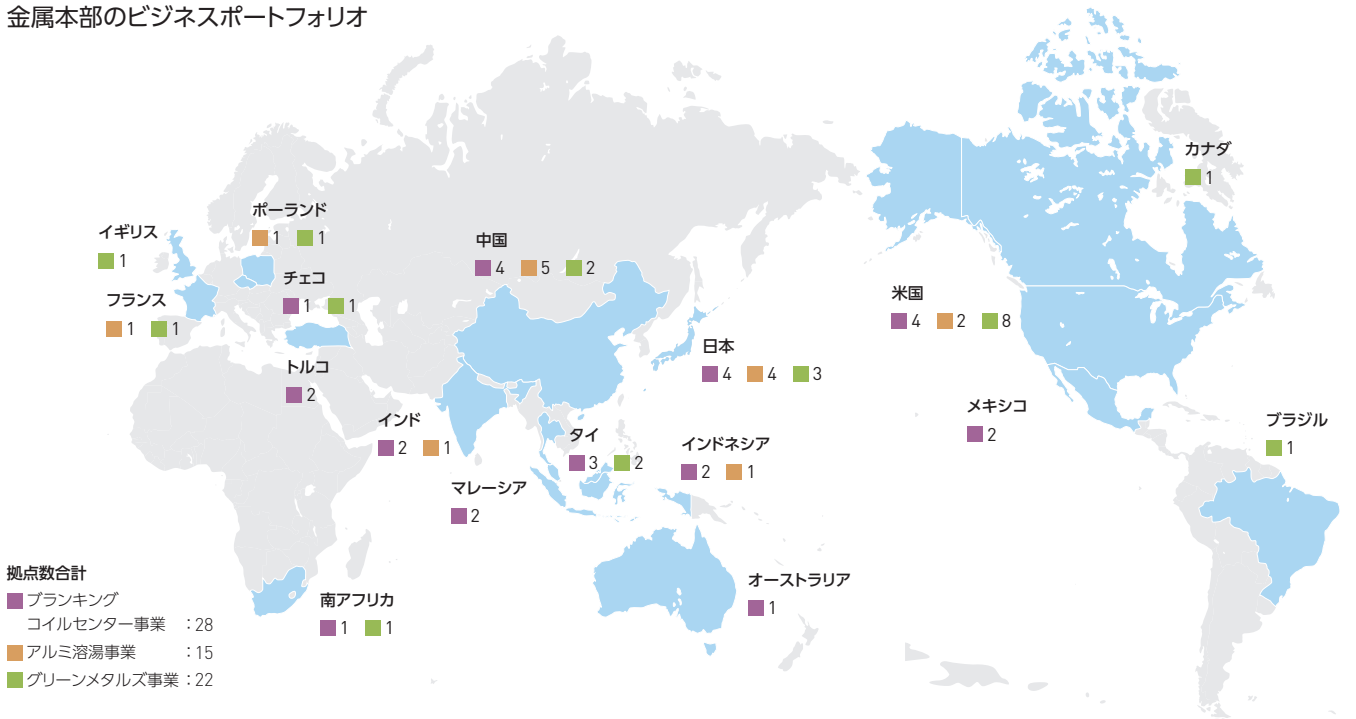 金属本部のビジネスポートフォリオ
カナダ
1
ポーランド
1 1
イギリス
1
中国
4 5 2
チェコ
1 1
フランス
1 1
米国
4 2 8
日本
4 4 3
トルコ
2
メキシコ
2
インド
2 1
ブラジル
1
タイ
3 2
インドネシア
2 1
マレーシア
2
オーストラリア
1
南アフリカ
1 1
拠点数合計
ブランキング
コイルセンター事業 :28
アルミ溶湯事業 :15
グリーンメタルズ事業 :22